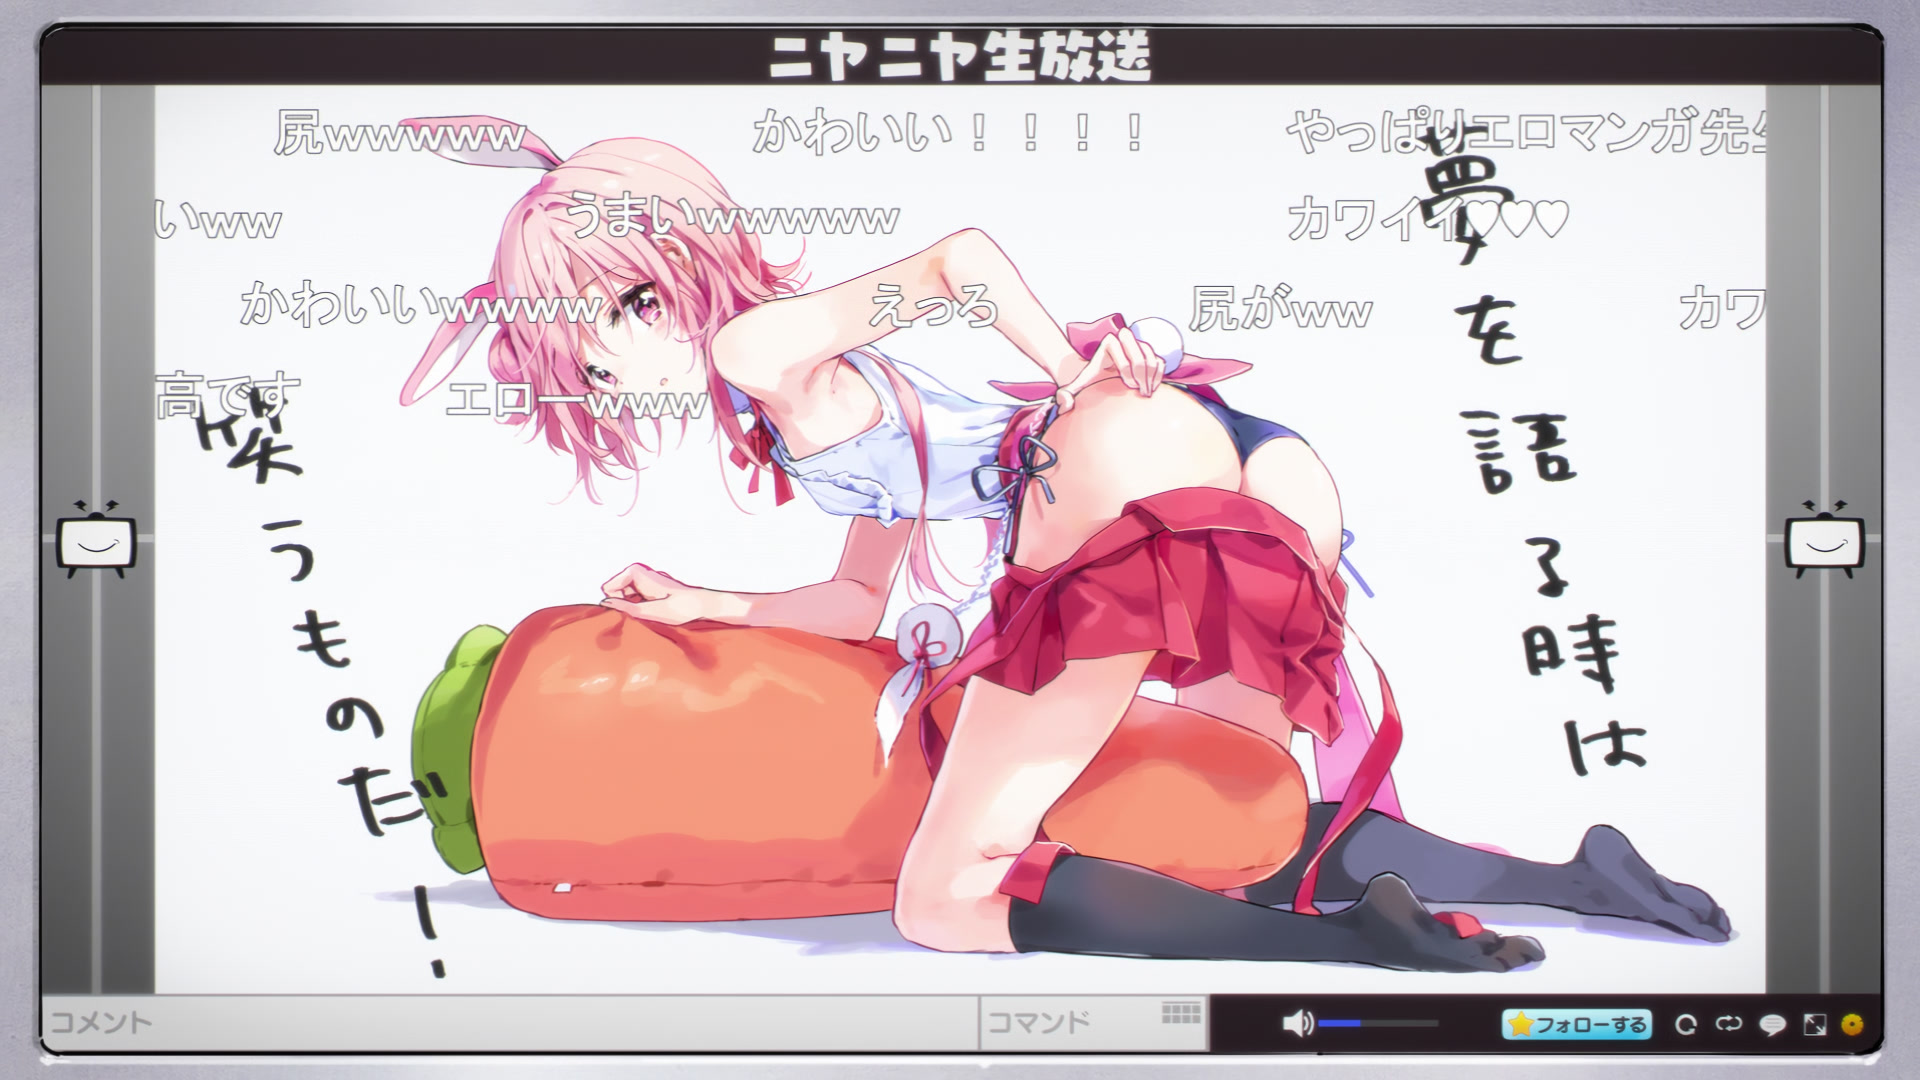 ニヤニヤ生放送
尻wwwww
かわいい！！！！
やっぱりエロマンガ先生
いww
うまいwwwww
カワイイ♡♡♡
かわいいwwww
えっろ
尻がww
カワ
高です
エローwww
夢を語る時は
笑うものだ！
コメント
コマンド
フォローする